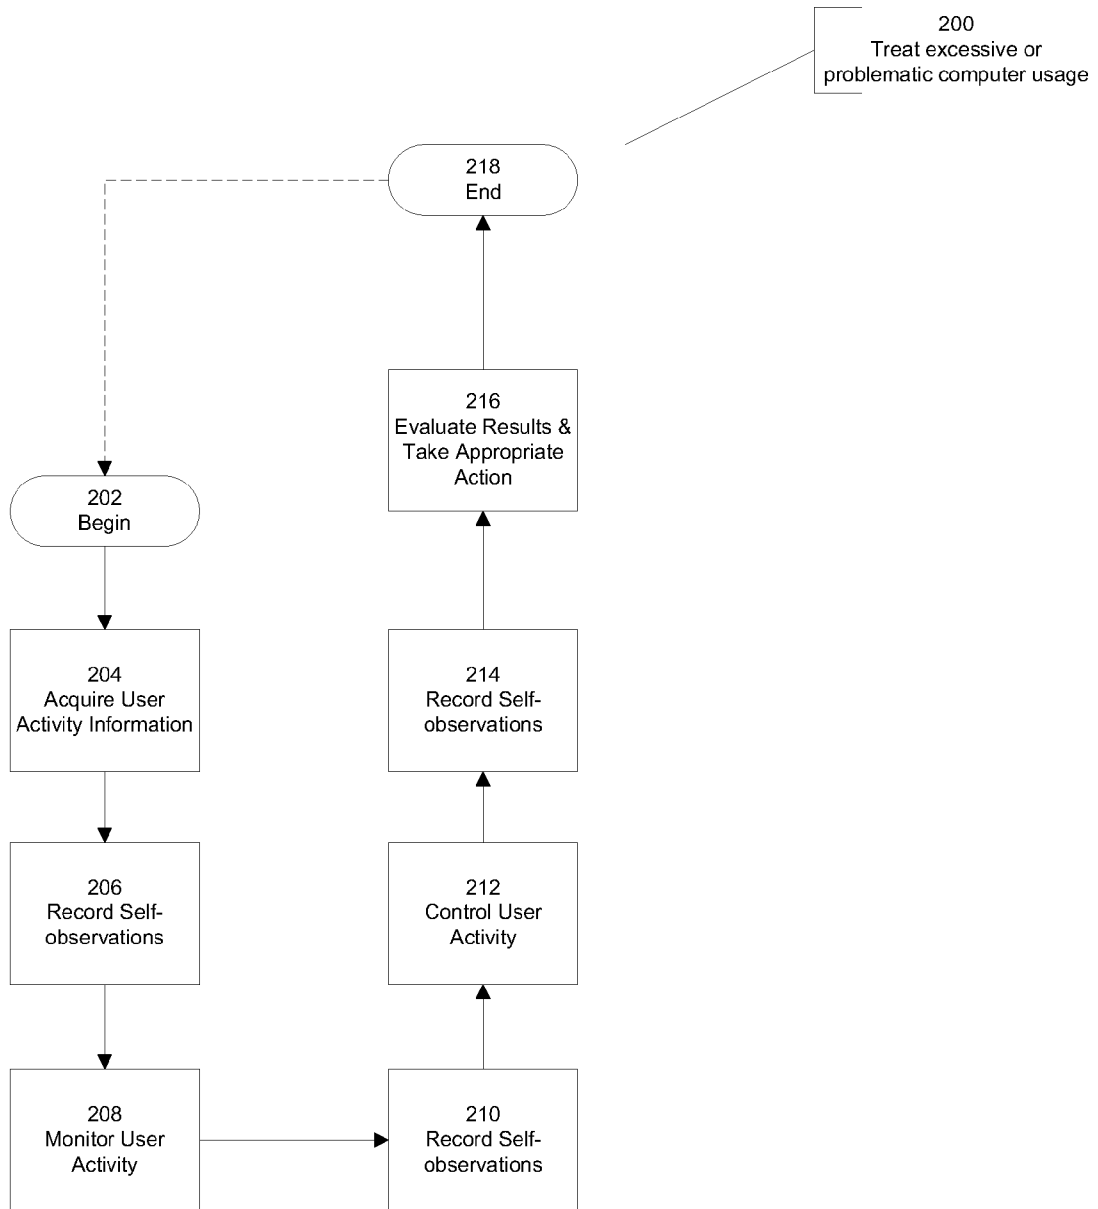 200
Treat excessive or
problematic computer usage
218
End
216
Evaluate Results &
Take Appropriate
Action
202
Begin
204
Acquire User
Activity Information
214
Record Self-
observations
206
Record Self-
observations
212
Control User
Activity
208
Monitor User
Activity
210
Record Self-
observations